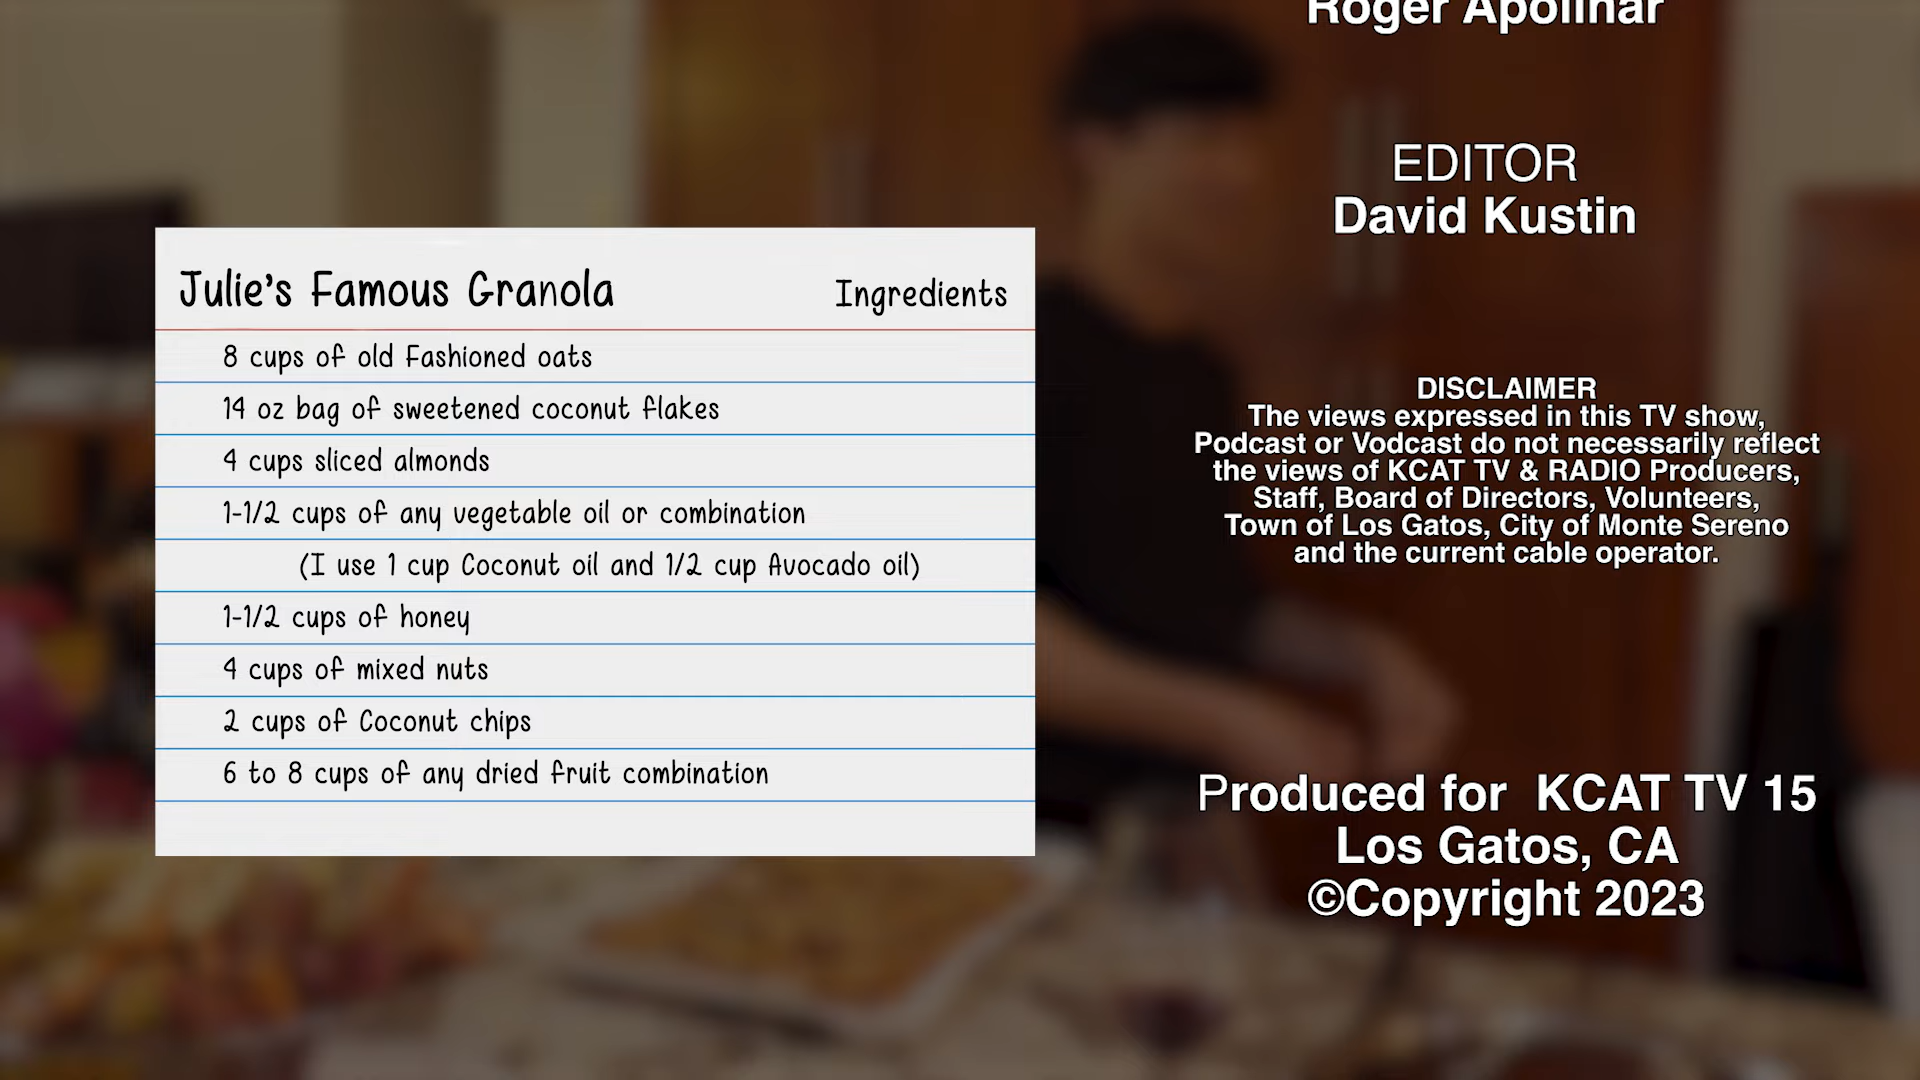 Julie's Famous Granola
Ingredients
8 cups of old Fashioned oats
14 oz bag of sweetened coconut flakes
4 cups sliced almonds
1-1/2 cups of any vegetable oil or combination
(I use 1 cup Coconut oil and 1/2 cup Avocado oil)
1-1/2 cups of honey
4 cups of mixed nuts
2 cups of Coconut chips
6 to 8 cups of any dried fruit combination
Roger Apolinar
EDITOR
David Kustin
DISCLAIMER
The views expressed in this TV show,
Podcast or Vodcast do not necessarily reflect
the views of KCAT TV & RADIO Producers,
Staff, Board of Directors, Volunteers,
Town of Los Gatos, City of Monte Sereno
and the current cable operator.
Produced for KCAT TV 15
Los Gatos, CA
©Copyright 2023